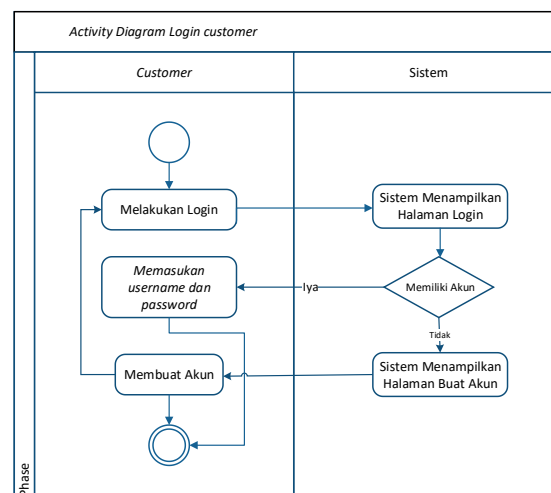 Activity Diagram Login customer
Customer
Sistem
Melakukan Login
Sistem Menampilkan
Halaman Login
Memasukan
username dan
password
Iya
Memiliki Akun
Tidak
Membuat Akun
Sistem Menampilkan
Halaman Buat Akun
Phase